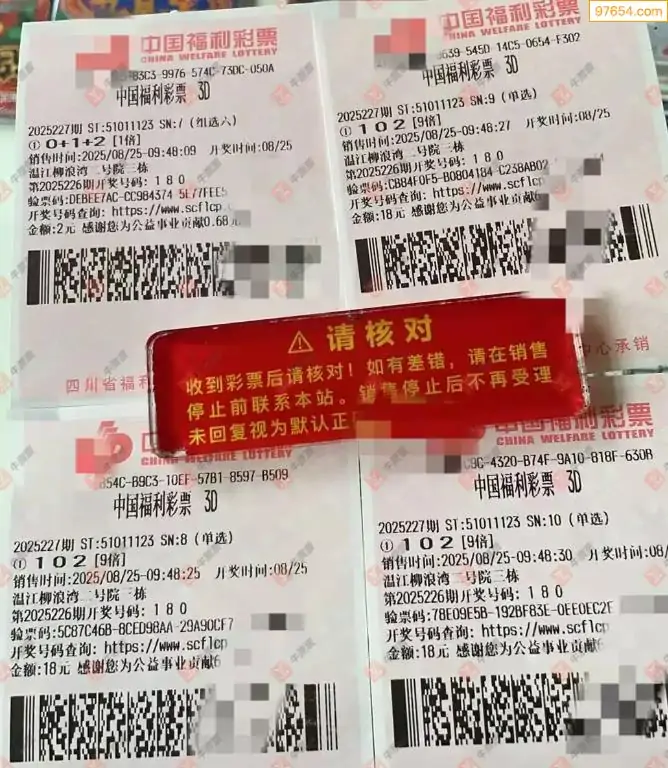 97654.com
中国福利彩票
CHINA WELFARE LOTTERY
B3C3-9976 574C-73DC-050A
中国福利彩票 3D
2025227期 ST:51011123 SN:7 (组选六)
① 0+1+2 [1倍]
销售时间:2025/08/25-09:48:09 开奖时间:08/25
温江柳浪湾二号院三栋
第2025226期开奖号码: 1 8 0
验票码:DEBEE7AC-CC984374 5E77FEE5
开奖号码查询: https://www.scflcp
金额:2元 感谢您为公益事业贡献0.68元
四川省福利
中国福利彩票
CHINA WELFARE LOTTERY
8639-545D 14C5-0654-F302
中国福利彩票 3D
2025227期 ST:51011123 SN:9 (单选)
① 1 0 2 [9倍]
销售时间:2025/08/25-09:48:27 开奖时间:08/25
温江柳浪湾二号院三栋
第2025226期开奖号码: 1 8 0
验票码:CB84F0F5-B0804184-C23BAB02
开奖号码查询: https://www.scflcp
金额:18元 感谢您为公益事业贡献6
中心承销
⚠ 请核对
收到彩票后请核对！如有差错，请在销售
停止前联系本站。销售停止后不再受理
未回复视为默认正
中国福利彩票
CHINA WELFARE LOTTERY
854C-B9C3-10EF-57B1-8597-B509
中国福利彩票 3D
2025227期 ST:51011123 SN:8 (单选)
① 1 0 2 [9倍]
销售时间:2025/08/25-09:48:25 开奖时间:08/25
温江柳浪湾二号院三栋
第2025226期开奖号码: 1 8 0
验票码:5C87C46B-8CED98AA-29A90CF7
开奖号码查询: https://www.scflcp
金额:18元 感谢您为公益事业贡献6
中国福利彩票
CHINA WELFARE LOTTERY
C9C-4320-B74F-9A10-818F-630B
中国福利彩票 3D
2025227期 ST:51011123 SN:10 (单选)
① 1 0 2 [9倍]
销售时间:2025/08/25-09:48:30 开奖时间:08/
温江柳浪湾二号院三栋
第2025226期开奖号码: 1 8 0
验票码:78E09E5B-192BF83E-0EE0EC2F
开奖号码查询: https://www.scflcp
金额:18元 感谢您为公益事业贡献6